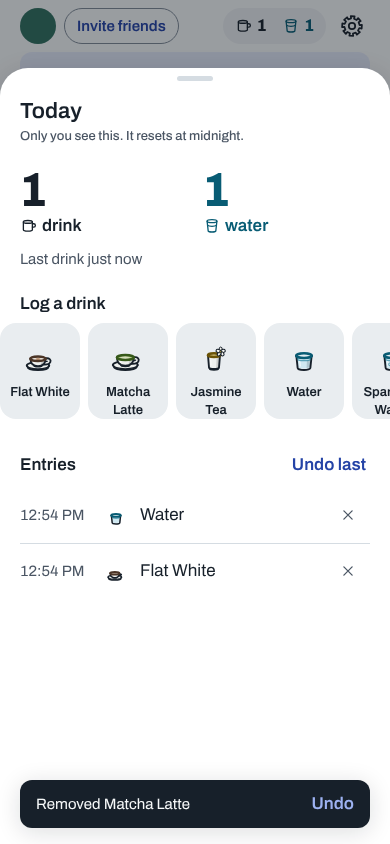 Invite friends
1
1
Today
Only you see this. It resets at midnight.
1
1
drink
water
Last drink just now
Log a drink
Flat White
Matcha
Latte
Jasmine
Tea
Water
Entries
Undo last
12:54 PM
Water
12:54 PM
Flat White
Removed Matcha Latte
Undo